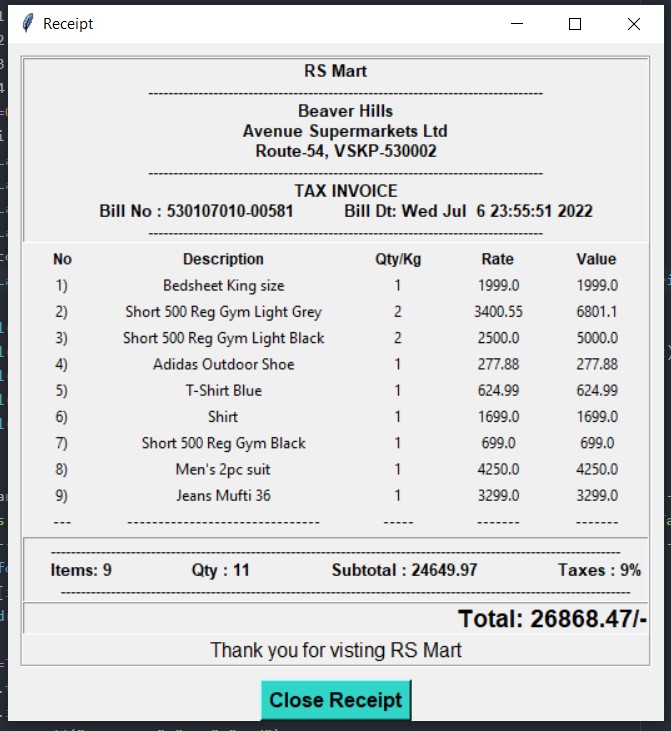 Receipt
RS Mart
Beaver Hills
Avenue Supermarkets Ltd
Route-54, VSKP-530002
TAX INVOICE
Bill No : 530107010-00581 Bill Dt: Wed Jul 6 23:55:51 2022
No Description Qty/Kg Rate Value
1) Bedsheet King size 1 1999.0 1999.0
2) Short 500 Reg Gym Light Grey 2 3400.55 6801.1
3) Short 500 Reg Gym Light Black 2 2500.0 5000.0
4) Adidas Outdoor Shoe 1 277.88 277.88
5) T-Shirt Blue 1 624.99 624.99
6) Shirt 1 1699.0 1699.0
7) Short 500 Reg Gym Black 1 699.0 699.0
8) Men's 2pc suit 1 4250.0 4250.0
9) Jeans Mufti 36 1 3299.0 3299.0
Items: 9 Qty : 11 Subtotal : 24649.97 Taxes : 9%
Total: 26868.47/-
Thank you for visting RS Mart
Close Receipt